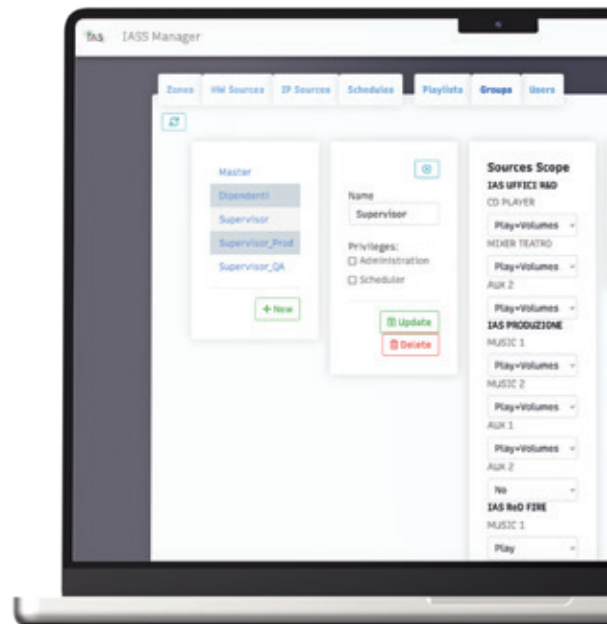 IAS IASS Manager
Zones HW Sources IP Sources Schedules Playlists Groups Users
Master
Dipendenti
Supervisor
Supervisor_Prod
Supervisor_QA
+ New
Name
Supervisor
Privileges:
Administration
Scheduler
Update
Delete
Sources Scope
IAS UFFICI R&D
CD PLAYER
Play+Volumes
MIXER TEATRO
Play+Volumes
AUX 2
Play+Volumes
IAS PRODUZIONE
MUSIC 1
Play+Volumes
MUSIC 2
Play+Volumes
AUX 1
Play+Volumes
AUX 2
No
IAS ReD FIRE
MUSIC 1
Play